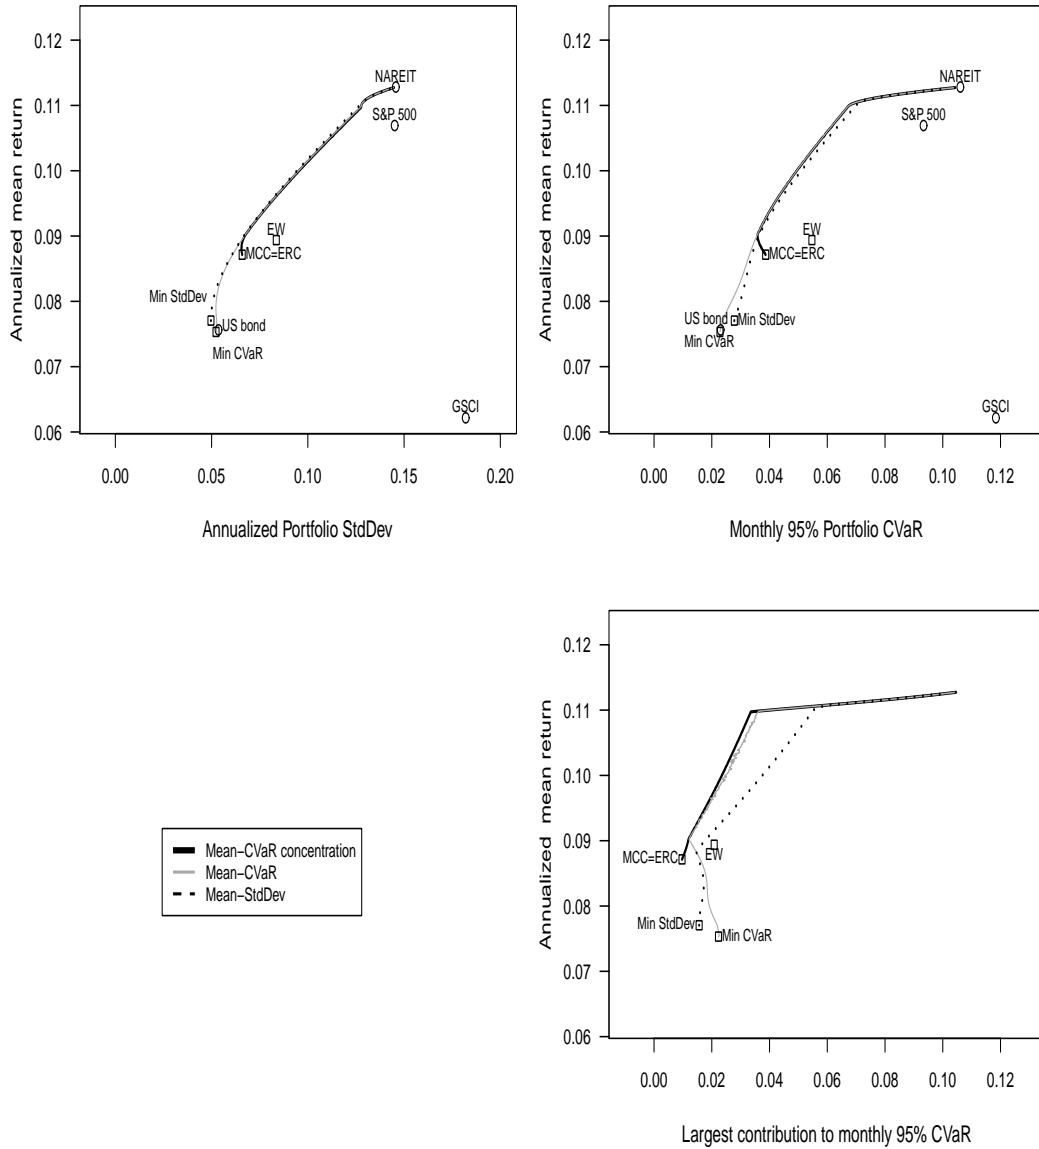 Annualized mean return
0.12
0.11
0.10
0.09
0.08
0.07
0.06
NAREIT
S&P 500
EW
MCC=ERC
Min StdDev
US bond
Min CVaR
GSCI
0.00 0.05 0.10 0.15 0.20
Annualized Portfolio StdDev
Annualized mean return
0.12
0.11
0.10
0.09
0.08
0.07
0.06
NAREIT
S&P 500
EW
MCC=ERC
US bond
Min StdDev
Min CVaR
GSCI
0.00 0.02 0.04 0.06 0.08 0.10 0.12
Monthly 95% Portfolio CVaR
Mean−CVaR concentration
Mean−CVaR
Mean−StdDev
Annualized mean return
0.12
0.11
0.10
0.09
0.08
0.07
0.06
MCC=ERC
EW
Min StdDev
Min CVaR
0.00 0.02 0.04 0.06 0.08 0.10 0.12
Largest contribution to monthly 95% CVaR